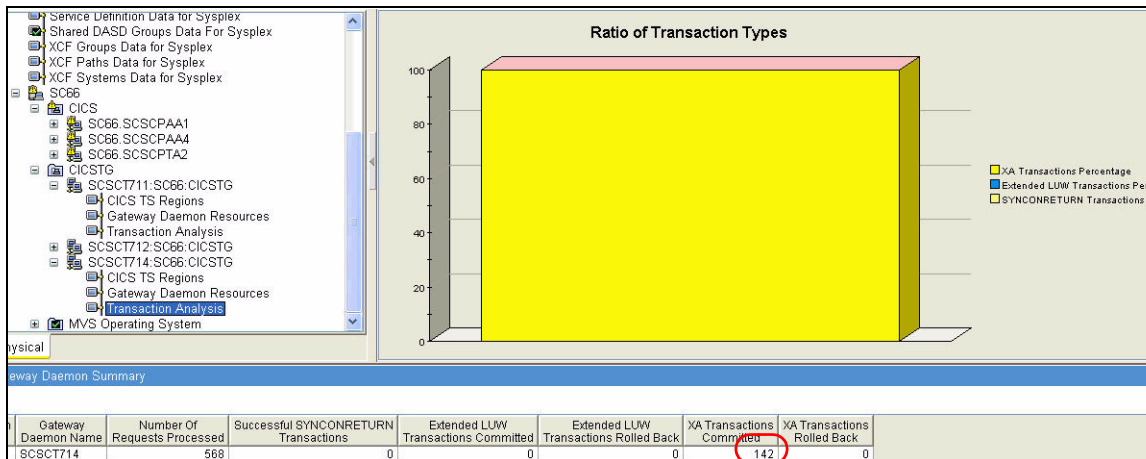 Service Definition Data for Sysplex
Shared DASD Groups Data For Sysplex
XCF Groups Data for Sysplex
XCF Paths Data for Sysplex
XCF Systems Data for Sysplex
SC66
CICS
SC66.SCSCPAA1
SC66.SCSCPAA4
SC66.SCSCPTA2
CICSTG
SCSCT711:SC66:CICSTG
CICS TS Regions
Gateway Daemon Resources
Transaction Analysis
SCSCT712:SC66:CICSTG
SCSCT714:SC66:CICSTG
CICS TS Regions
Gateway Daemon Resources
Transaction Analysis
MVS Operating System
hysical
Ratio of Transaction Types
100
80
60
40
20
0
XA Transactions Percentage
Extended LUW Transactions Pe
SYNCONRETURN Transactions
eway Daemon Summary
Gateway Daemon Name
Number Of Requests Processed
Successful SYNCONRETURN Transactions
Extended LUW Transactions Committed
Extended LUW Transactions Rolled Back
XA Transactions Committed
XA Transactions Rolled Back
SCSCT714 568 0 0 0 142 0